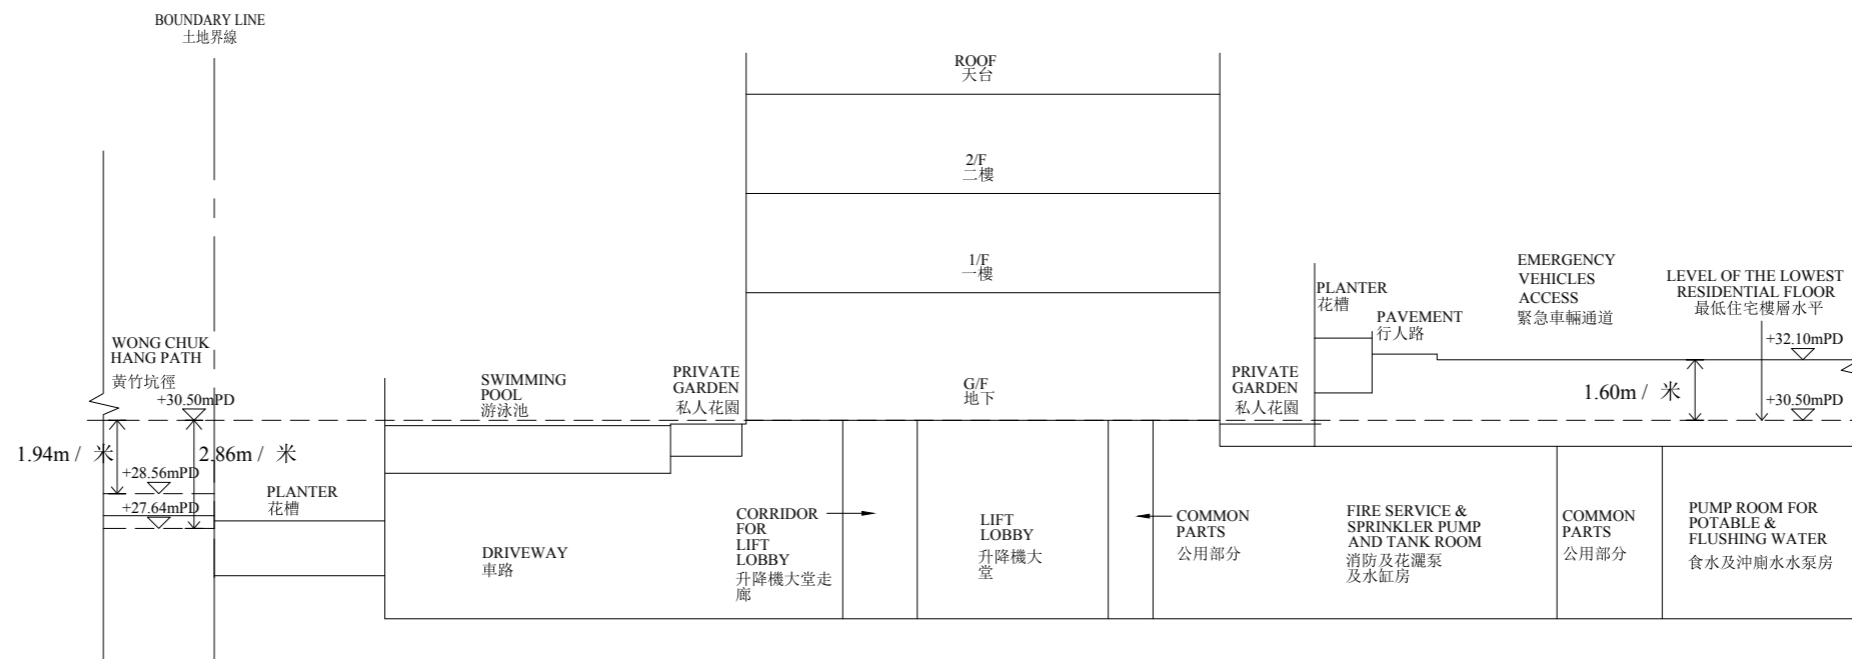 BOUNDARY LINE
土地界線
ROOF
天台
2/F
二樓
1/F
一樓
G/F
地下
WONG CHUK
HANG PATH
黃竹坑徑
+30.50mPD
1.94m / 米
2.86m / 米
+28.56mPD
+27.64mPD
PLANTER
花槽
SWIMMING
POOL
游泳池
PRIVATE
GARDEN
私人花園
DRIVEWAY
車路
CORRIDOR
FOR
LIFT
LOBBY
升降機大堂走
廊
LIFT
LOBBY
升降機大
堂
COMMON
PARTS
公用部分
PRIVATE
GARDEN
私人花園
PLANTER
花槽
PAVEMENT
行人路
EMERGENCY
VEHICLES
ACCESS
緊急車輛通道
LEVEL OF THE LOWEST
RESIDENTIAL FLOOR
最低住宅樓層水平
+32.10mPD
1.60m / 米
+30.50mPD
FIRE SERVICE &
SPRINKLER PUMP
AND TANK ROOM
消防及花灑泵
及水缸房
COMMON
PARTS
公用部分
PUMP ROOM FOR
POTABLE &
FLUSHING WATER
食水及沖廁水水泵房